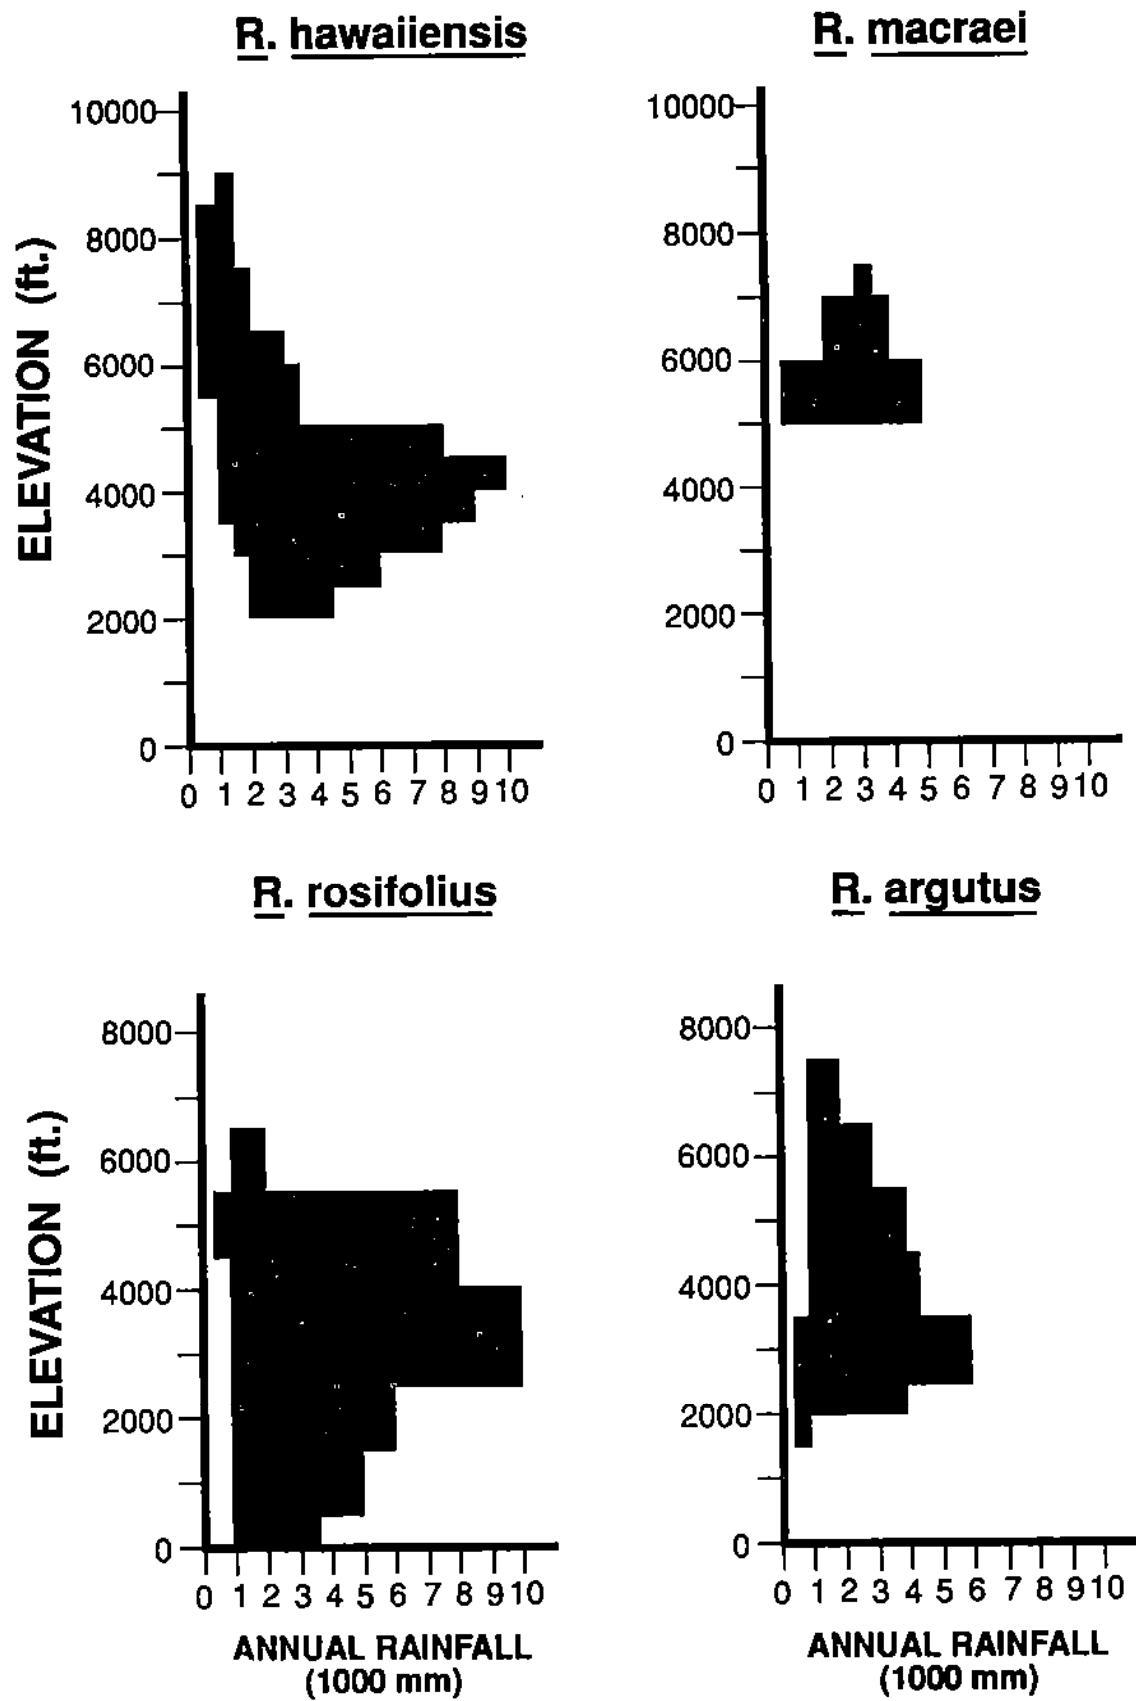 R. hawaiiensis
ELEVATION (ft.)
10000
8000
6000
4000
2000
0
0 1 2 3 4 5 6 7 8 9 10
R. macraei
10000
8000
6000
4000
2000
0
0 1 2 3 4 5 6 7 8 9 10
R. rosifolius
ELEVATION (ft.)
8000
6000
4000
2000
0
0 1 2 3 4 5 6 7 8 9 10
ANNUAL RAINFALL
(1000 mm)
R. argutus
8000
6000
4000
2000
0
0 1 2 3 4 5 6 7 8 9 10
ANNUAL RAINFALL
(1000 mm)